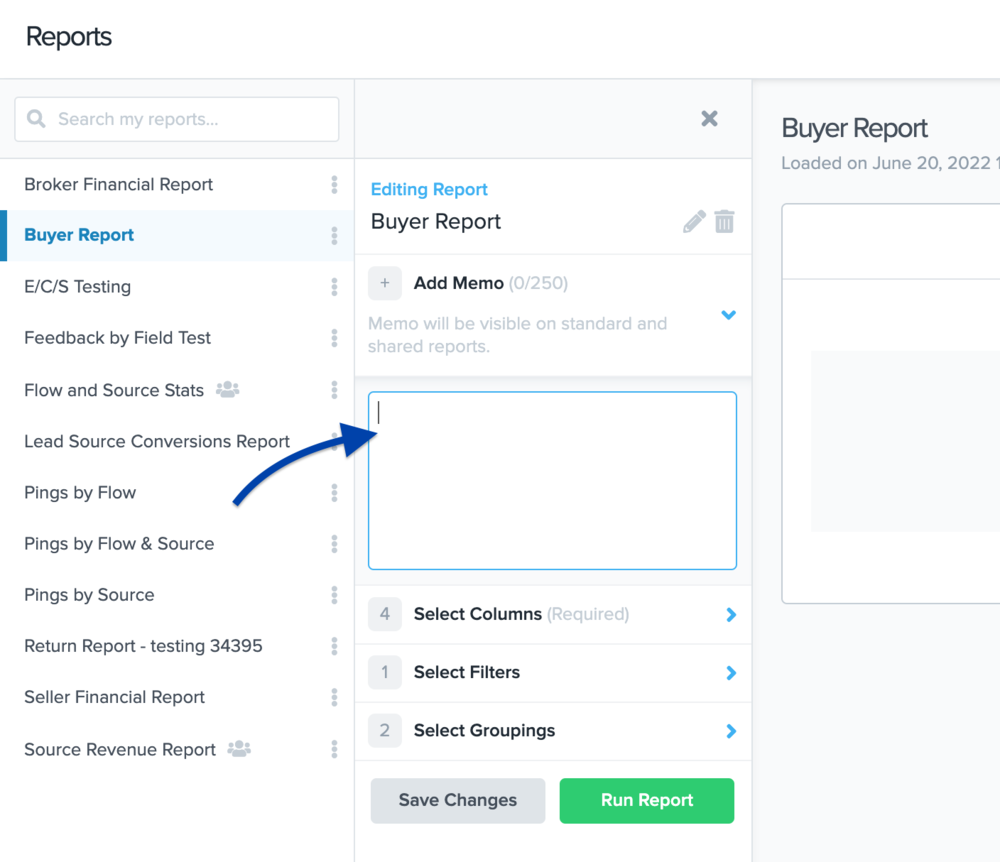 Reports
Search my reports...
Broker Financial Report
Buyer Report
E/C/S Testing
Feedback by Field Test
Flow and Source Stats
Lead Source Conversions Report
Pings by Flow
Pings by Flow & Source
Pings by Source
Return Report - testing 34395
Seller Financial Report
Source Revenue Report
Editing Report
Buyer Report
+ Add Memo (0/250)
Memo will be visible on standard and
shared reports.
4 Select Columns (Required)
1 Select Filters
2 Select Groupings
Save Changes
Run Report
Buyer Report
Loaded on June 20, 2022